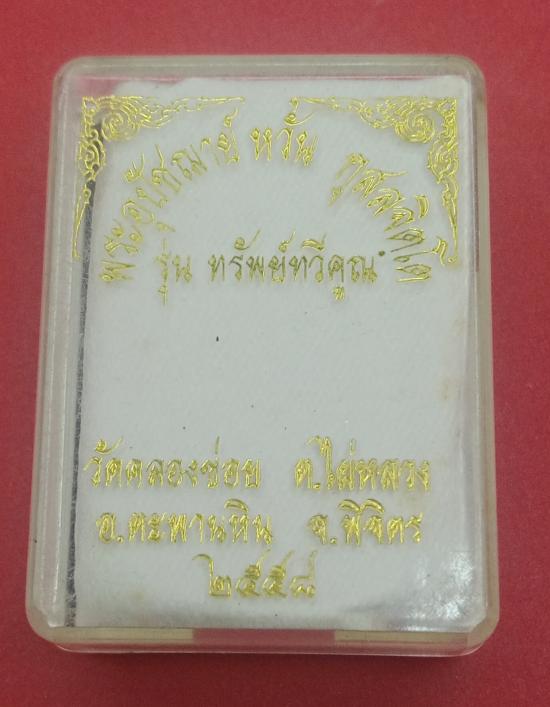 พระอุปัชฌาย์ หวั่น กุสลจิตโต
รุ่น ทรัพย์ทวีคูณ
วัดคลองข่อย ต.ไผ่หลวง
อ.ตะพานหิน จ.พิจิตร
๒๕๕๘